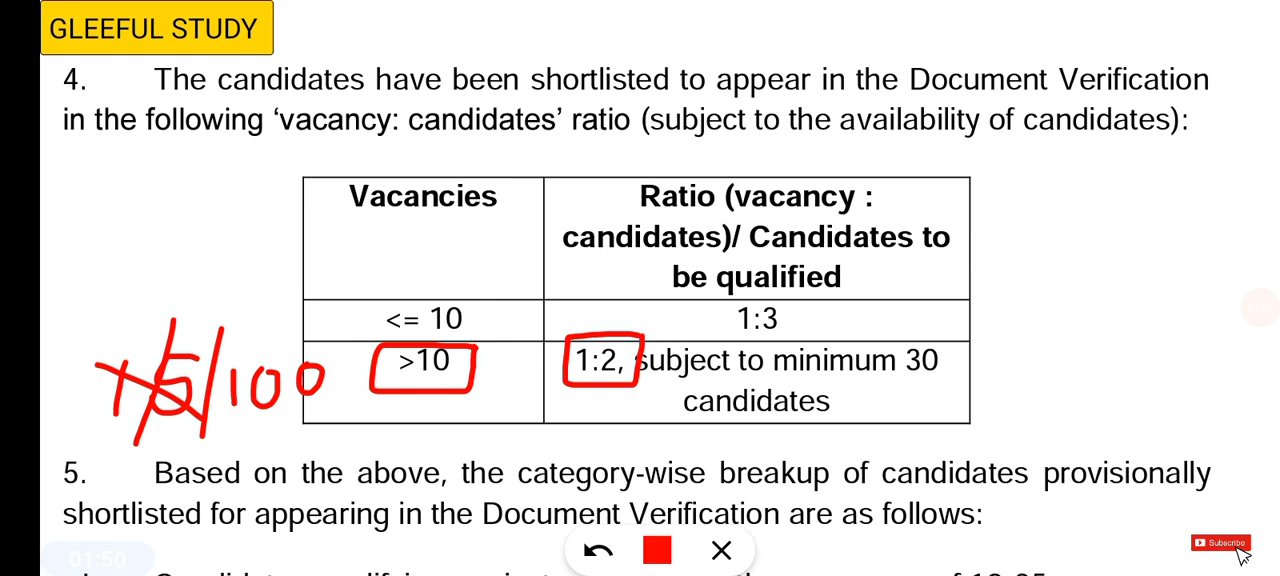 GLEEFUL STUDY
4. The candidates have been shortlisted to appear in the Document Verification
in the following ‘vacancy: candidates’ ratio (subject to the availability of candidates):
Vacancies
Ratio (vacancy :
candidates)/ Candidates to
be qualified
<= 10
1:3
>10
1:2, subject to minimum 30
candidates
15/100
5. Based on the above, the category-wise breakup of candidates provisionally
shortlisted for appearing in the Document Verification are as follows:
01:50
Subscribe